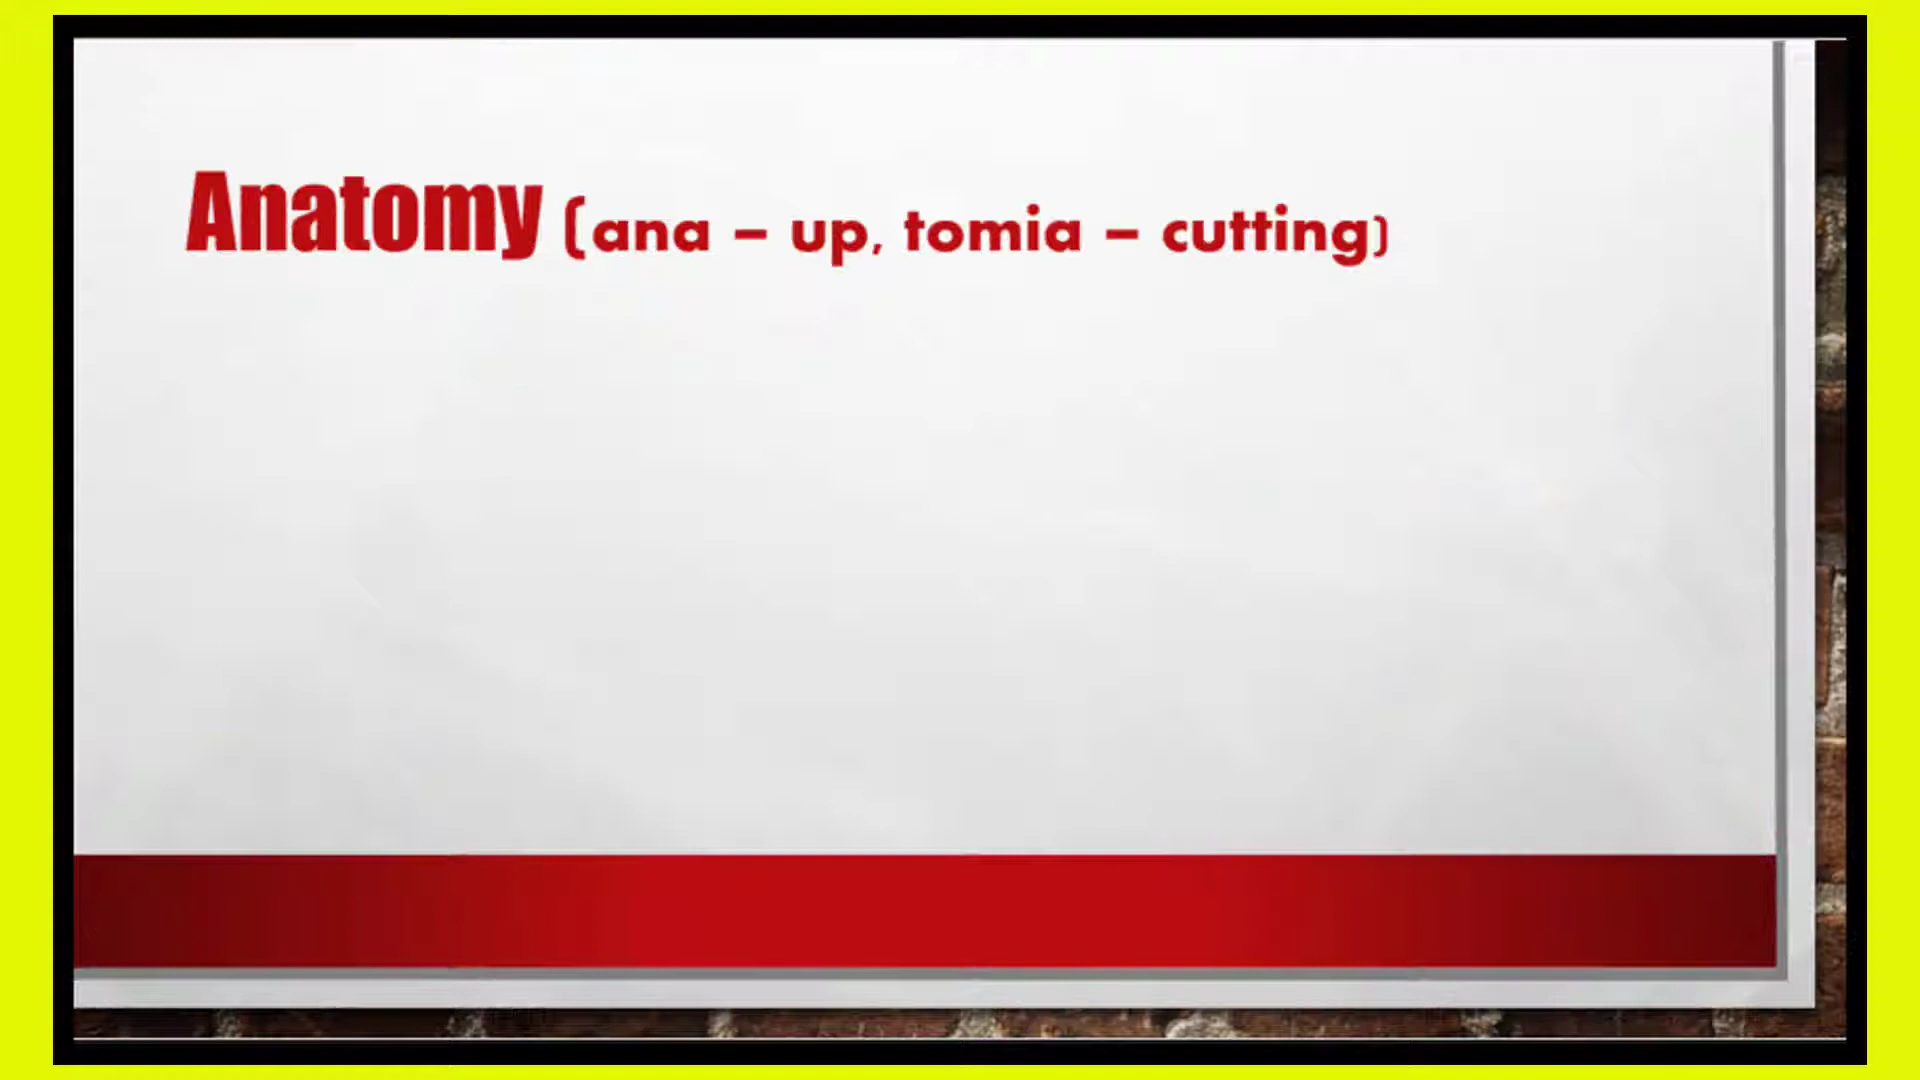 Anatomy (ana – up, tomia – cutting)